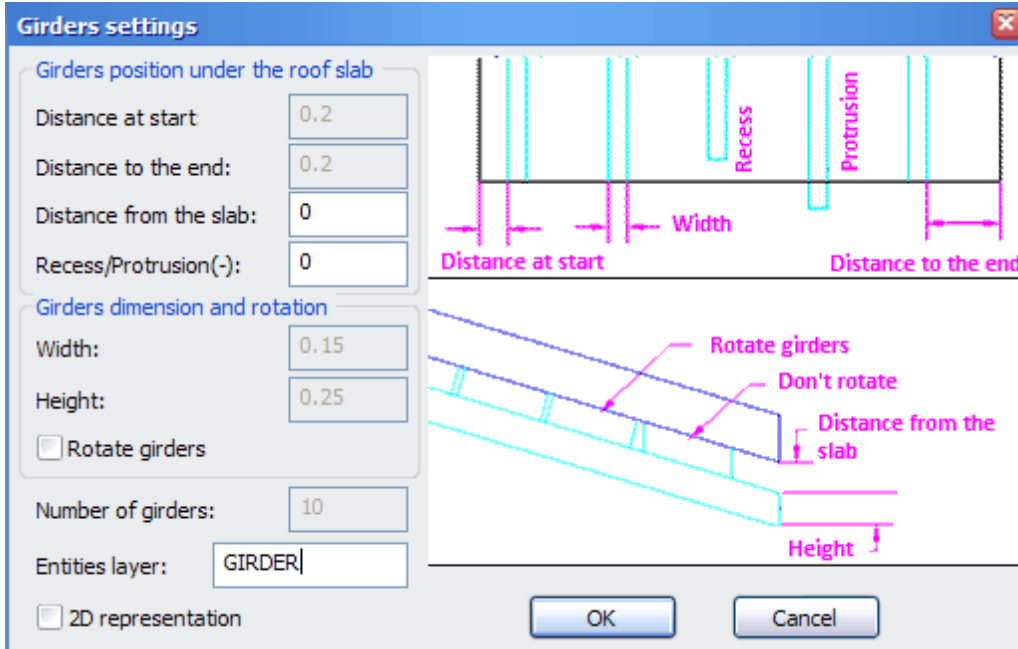 Girders settings
Girders position under the roof slab
Distance at start
0.2
Distance to the end:
0.2
Distance from the slab:
0
Recess/Protrusion(-):
0
Girders dimension and rotation
Width:
0.15
Height:
0.25
Rotate girders
Number of girders:
10
Entities layer:
GIRDER
2D representation
Recess
Protrusion
Width
Distance at start
Distance to the end
Rotate girders
Don't rotate
Distance from the
slab
Height
OK
Cancel